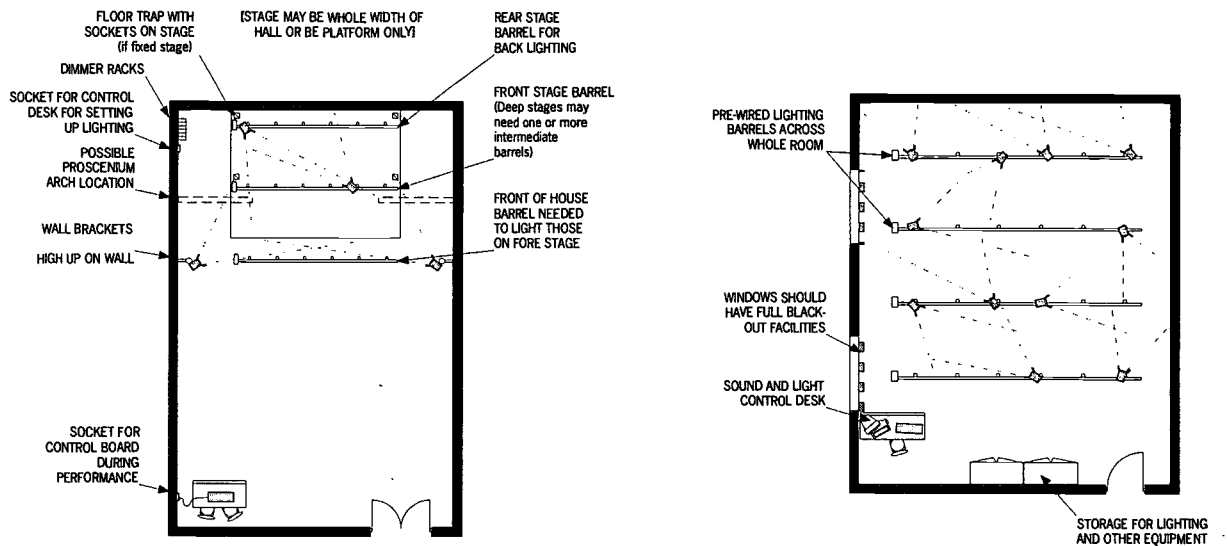 FLOOR TRAP WITH
SOCKETS ON STAGE
(if fixed stage)
[STAGE MAY BE WHOLE WIDTH OF
HALL OR BE PLATFORM ONLY]
REAR STAGE
BARREL FOR
BACK LIGHTING
DIMMER RACKS
SOCKET FOR CONTROL
DESK FOR SETTING
UP LIGHTING
POSSIBLE
PROSCENIUM
ARCH LOCATION
WALL BRACKETS
HIGH UP ON WALL
FRONT STAGE BARREL
(Deep stages may
need one or more
intermediate
barrels)
FRONT OF HOUSE
BARREL NEEDED
TO LIGHT THOSE
ON FORE STAGE
SOCKET FOR
CONTROL BOARD
DURING
PERFORMANCE
PRE-WIRED LIGHTING
BARRELS ACROSS
WHOLE ROOM
WINDOWS SHOULD
HAVE FULL BLACK-
OUT FACILITIES
SOUND AND LIGHT
CONTROL DESK
STORAGE FOR LIGHTING
AND OTHER EQUIPMENT